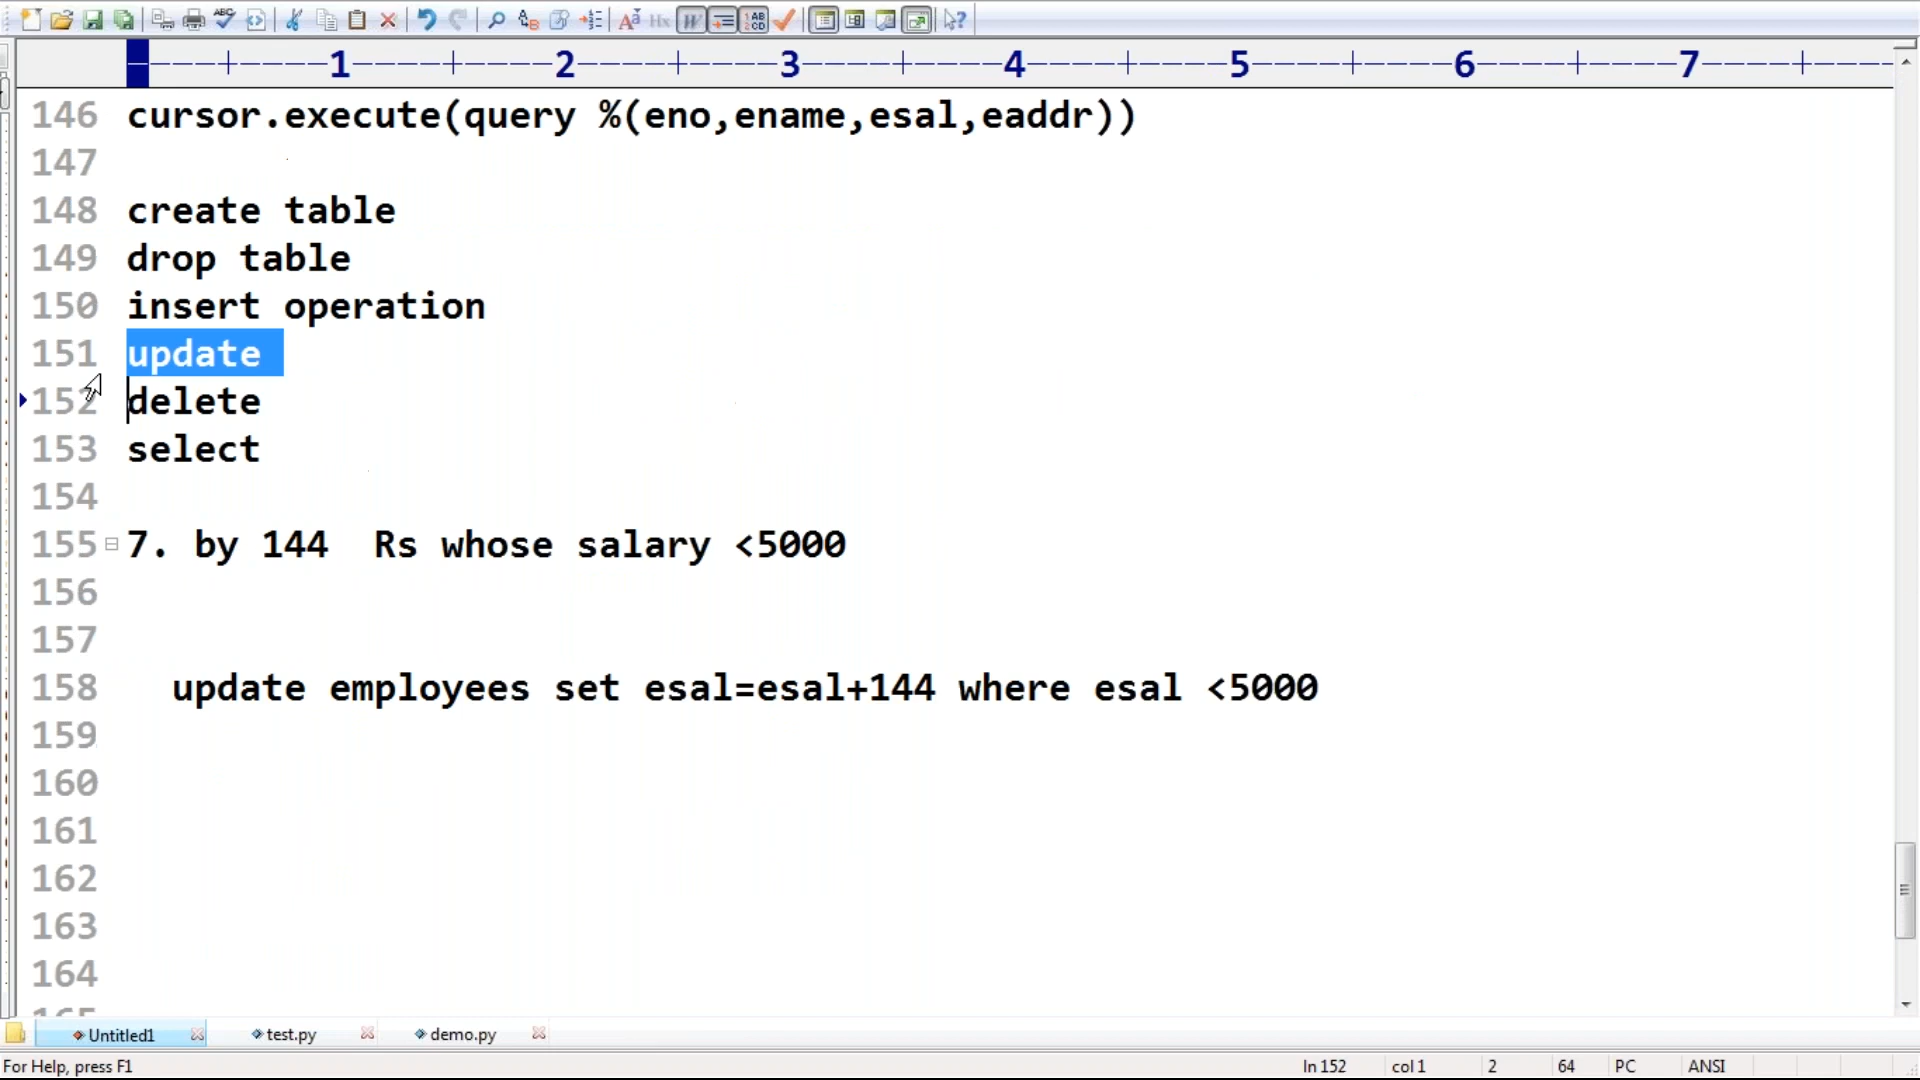 1 2 3 4 5 6 7
146 cursor.execute(query %(eno,ename,esal,eaddr))
147
148 create table
149 drop table
150 insert operation
151 update
152 delete
153 select
154
155 7. by 144 Rs whose salary <5000
156
157
158 update employees set esal=esal+144 where esal <5000
159
160
161
162
163
164
Untitled1 test.py demo.py
For Help, press F1 ln 152 col 1 2 64 PC ANSI